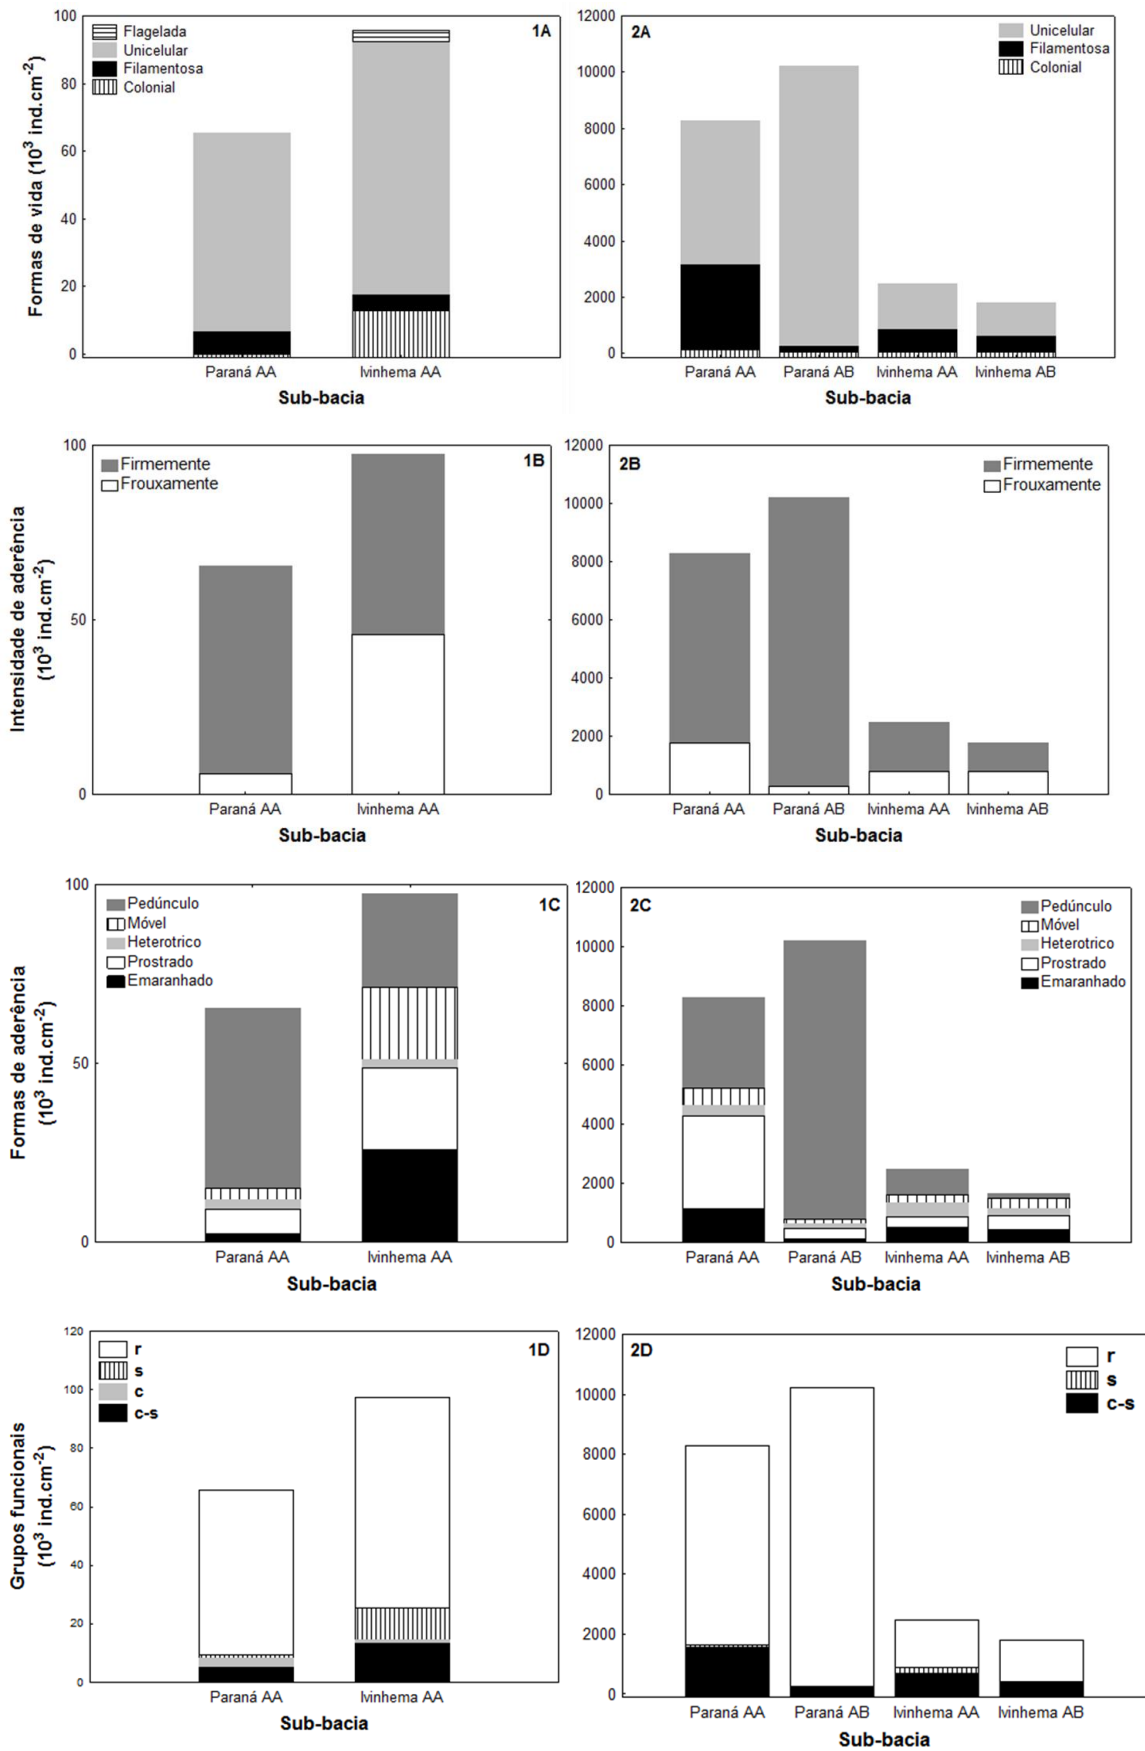 Formas de vida (10³ ind.cm⁻²)
100
80
60
40
20
0
Flagelada
Unicelular
Filamentosa
Colonial
1A
Paraná AA
Ivinhema AA
Sub-bacia
12000
10000
8000
6000
4000
2000
0
2A
Unicelular
Filamentosa
Colonial
Paraná AA
Paraná AB
Ivinhema AA
Ivinhema AB
Sub-bacia
Intensidade de aderência
(10³ ind.cm⁻²)
100
50
0
Firmemente
Frouxamente
1B
Paraná AA
Ivinhema AA
Sub-bacia
12000
10000
8000
6000
4000
2000
0
2B
Firmemente
Frouxamente
Paraná AA
Paraná AB
Ivinhema AA
Ivinhema AB
Sub-bacia
Formas de aderência
(10³ ind.cm⁻²)
100
50
0
Pedúnculo
Móvel
Heterotrico
Prostrado
Emaranhado
1C
Paraná AA
Ivinhema AA
Sub-bacia
12000
10000
8000
6000
4000
2000
0
2C
Pedúnculo
Móvel
Heterotrico
Prostrado
Emaranhado
Paraná AA
Paraná AB
Ivinhema AA
Ivinhema AB
Sub-bacia
Grupos funcionais
(10³ ind.cm⁻²)
120
100
80
60
40
20
0
r
s
c
c-s
1D
Paraná AA
Ivinhema AA
Sub-bacia
12000
10000
8000
6000
4000
2000
0
2D
r
s
c-s
Paraná AA
Paraná AB
Ivinhema AA
Ivinhema AB
Sub-bacia